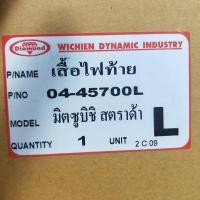 Diamond WICHIEN DYNAMIC INDUSTRY
P/NAME เสื้อไฟท้าย
P/NO 04-45700L
MODEL มิตซูบิชิ สตราด้า L
QUANTITY 1 UNIT 2 C 09